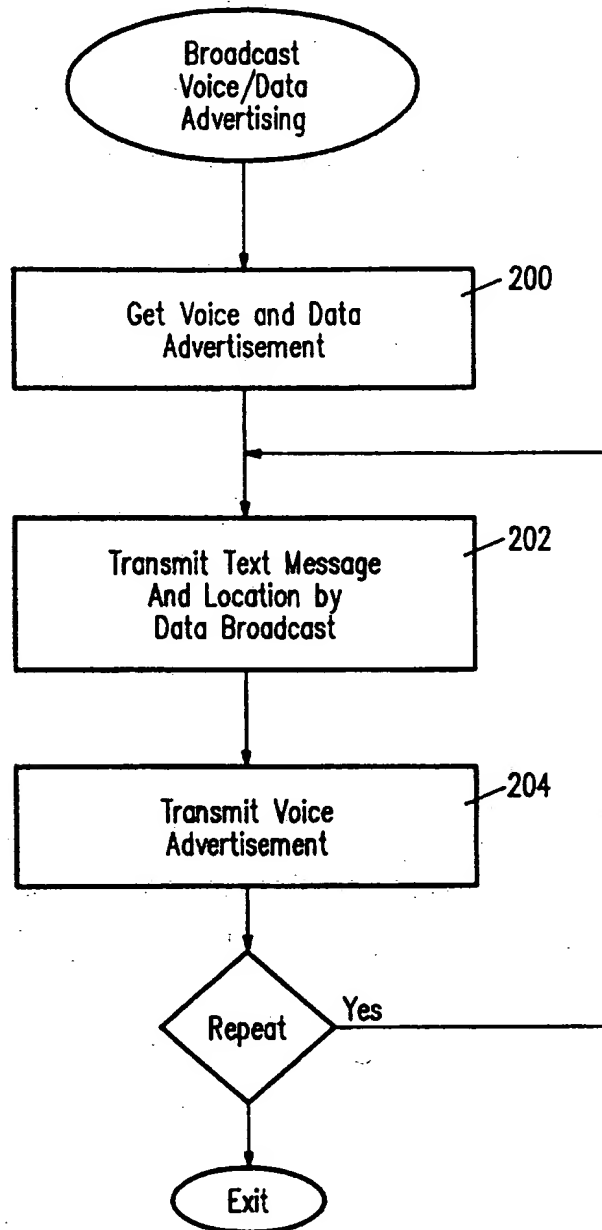 Broadcast
Voice/Data
Advertising
200
Get Voice and Data
Advertisement
202
Transmit Text Message
And Location by
Data Broadcast
204
Transmit Voice
Advertisement
Repeat
Yes
Exit